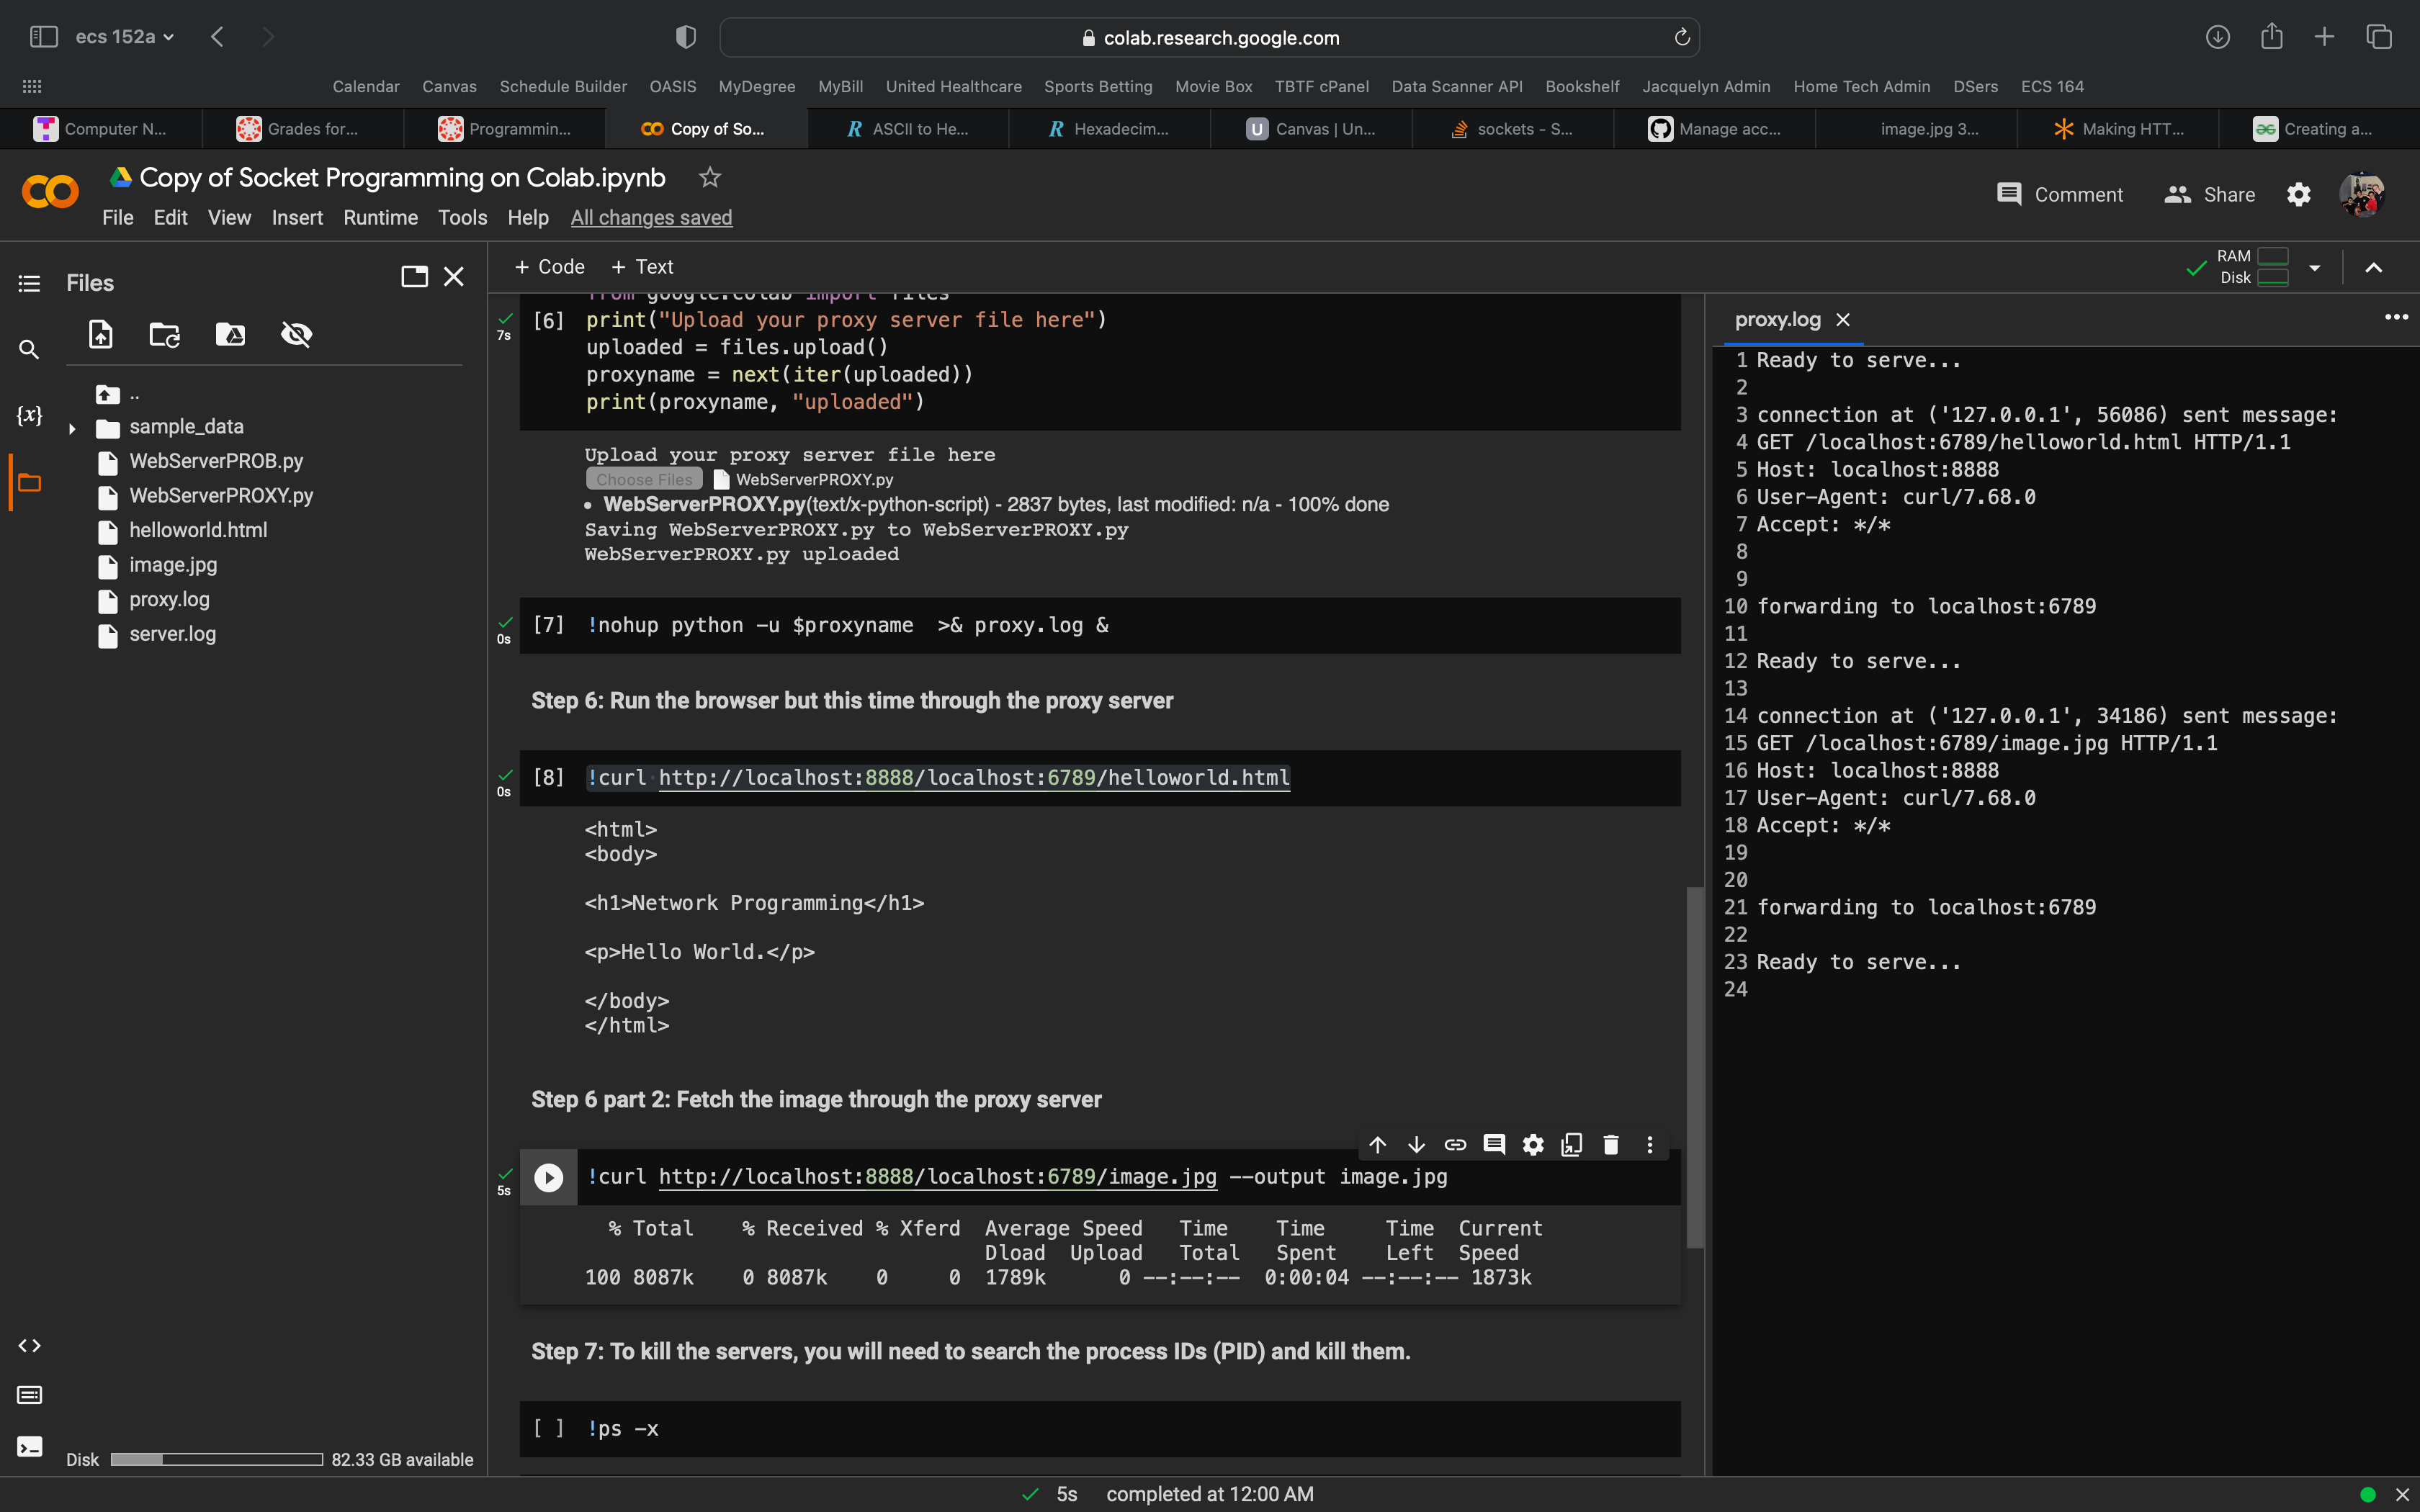 ecs 152a
colab.research.google.com
Calendar Canvas Schedule Builder OASIS MyDegree MyBill United Healthcare Sports Betting Movie Box TBTF cPanel Data Scanner API Bookshelf Jacquelyn Admin Home Tech Admin DSers ECS 164
Computer N... Grades for... Programmin... Copy of So... ASCII to He... Hexadecim... Canvas | Un... sockets - S... Manage acc... image.jpg 3... Making HTT... Creating a...
Copy of Socket Programming on Colab.ipynb
Comment Share
File Edit View Insert Runtime Tools Help All changes saved
Files
+ Code + Text
RAM
Disk
..
sample_data
WebServerPROB.py
WebServerPROXY.py
helloworld.html
image.jpg
proxy.log
server.log
{x}
Disk 82.33 GB available
from google.colab import files
7s
[6] print("Upload your proxy server file here")
uploaded = files.upload()
proxyname = next(iter(uploaded))
print(proxyname, "uploaded")
Upload your proxy server file here
Choose Files WebServerPROXY.py
• WebServerPROXY.py(text/x-python-script) - 2837 bytes, last modified: n/a - 100% done
Saving WebServerPROXY.py to WebServerPROXY.py
WebServerPROXY.py uploaded
0s
[7] !nohup python -u $proxyname  >& proxy.log &
Step 6: Run the browser but this time through the proxy server
0s
[8] !curl http://localhost:8888/localhost:6789/helloworld.html
<html>
<body>
<h1>Network Programming</h1>
<p>Hello World.</p>
</body>
</html>
Step 6 part 2: Fetch the image through the proxy server
5s
!curl http://localhost:8888/localhost:6789/image.jpg --output image.jpg
% Total % Received % Xferd Average Speed Time Time Time Current
Dload Upload Total Spent Left Speed
100 8087k 0 8087k 0 0 1789k 0 --:--:-- 0:00:04 --:--:-- 1873k
Step 7: To kill the servers, you will need to search the process IDs (PID) and kill them.
[ ] !ps -x
proxy.log
1 Ready to serve...
2
3 connection at ('127.0.0.1', 56086) sent message:
4 GET /localhost:6789/helloworld.html HTTP/1.1
5 Host: localhost:8888
6 User-Agent: curl/7.68.0
7 Accept: */*
8
9
10 forwarding to localhost:6789
11
12 Ready to serve...
13
14 connection at ('127.0.0.1', 34186) sent message:
15 GET /localhost:6789/image.jpg HTTP/1.1
16 Host: localhost:8888
17 User-Agent: curl/7.68.0
18 Accept: */*
19
20
21 forwarding to localhost:6789
22
23 Ready to serve...
24
5s completed at 12:00 AM